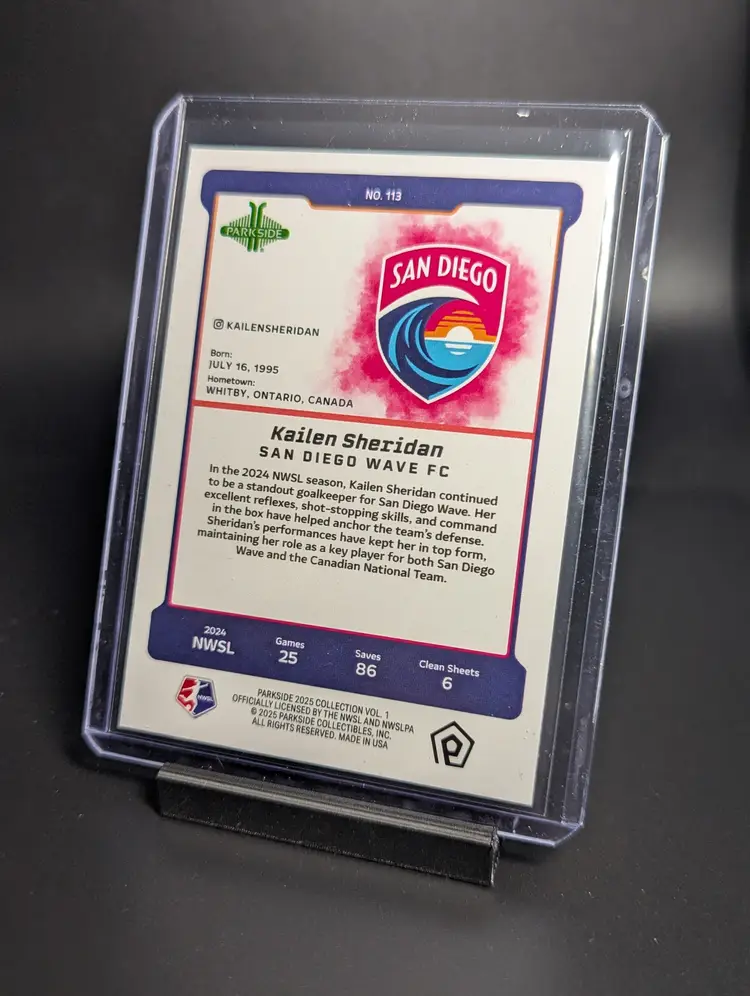 NO. 113
PARKSIDE
SAN DIEGO
KAILENSHERIDAN
Born:
JULY 16, 1995
Hometown:
WHITBY, ONTARIO, CANADA
Kailen Sheridan
SAN DIEGO WAVE FC
In the 2024 NWSL season, Kailen Sheridan continued
to be a standout goalkeeper for San Diego Wave. Her
excellent reflexes, shot-stopping skills, and command
in the box have helped anchor the team's defense.
Sheridan's performances have kept her in top form,
maintaining her role as a key player for both San Diego
Wave and the Canadian National Team.
2024
NWSL
Games
25
Saves
86
Clean Sheets
6
NWSL
PARKSIDE 2025 COLLECTION VOL. 1
OFFICIALLY LICENSED BY THE NWSL AND NWSLPA
© 2025 PARKSIDE COLLECTIBLES, INC.
ALL RIGHTS RESERVED. MADE IN USA